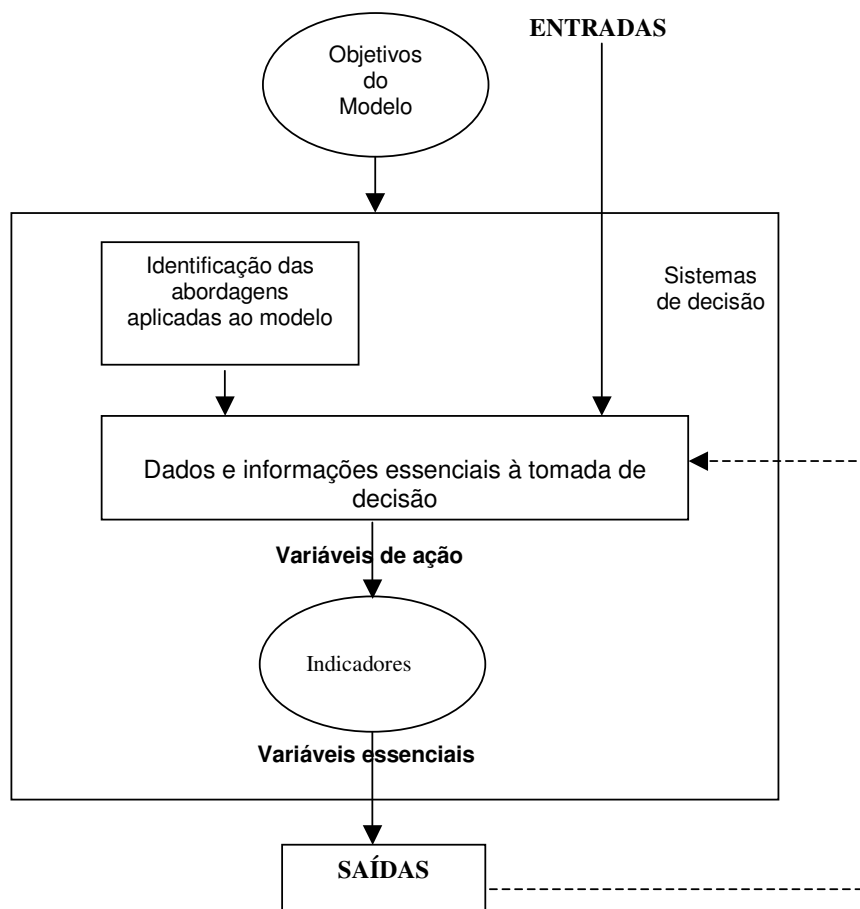 Objetivos
do
Modelo
ENTRADAS
Identificação das
abordagens
aplicadas ao modelo
Sistemas
de decisão
Dados e informações essenciais à tomada de
decisão
Variáveis de ação
Indicadores
Variáveis essenciais
SAÍDAS